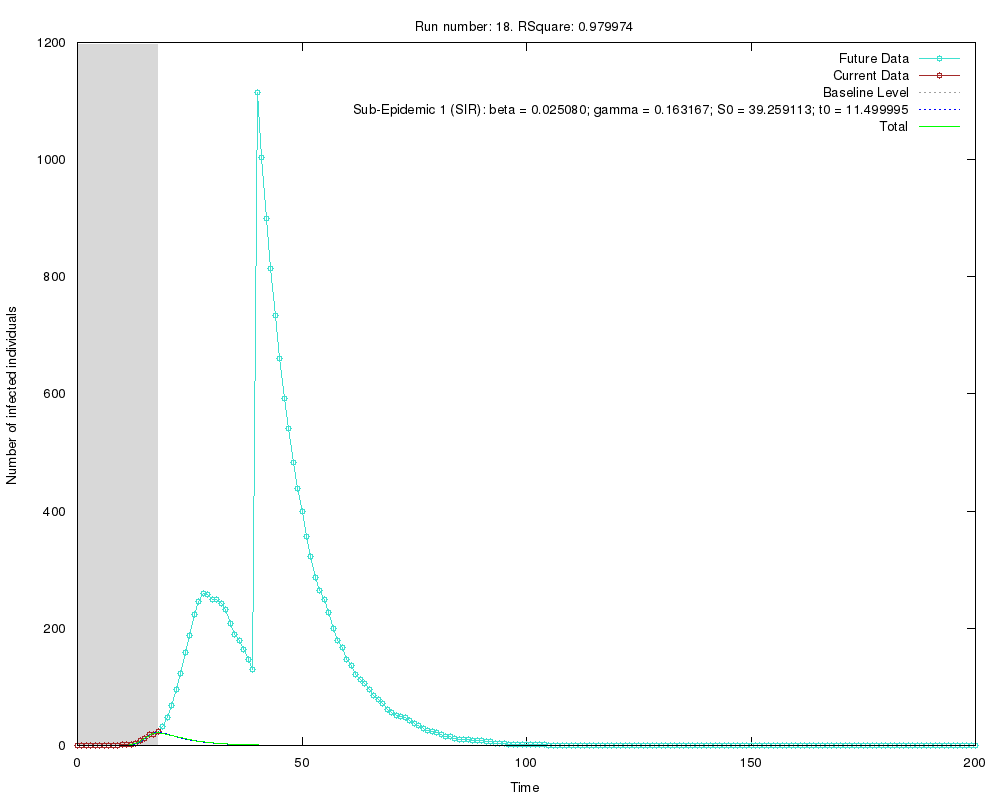 Run number: 18. RSquare: 0.979974
Future Data
Current Data
Baseline Level
Sub-Epidemic 1 (SIR): beta = 0.025080; gamma = 0.163167; S0 = 39.259113; t0 = 11.499995
Total
Number of infected individuals
1200
1000
800
600
400
200
0
0 50 100 150 200
Time